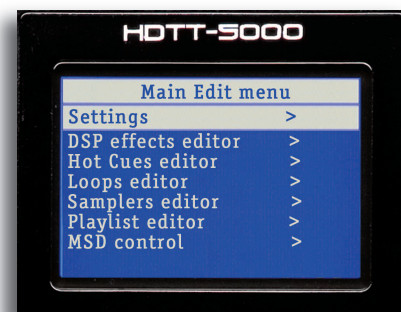 HDTT-5000
Main Edit menu
Settings >
DSP effects editor >
Hot Cues editor >
Loops editor >
Samplers editor >
Playlist editor >
MSD control >